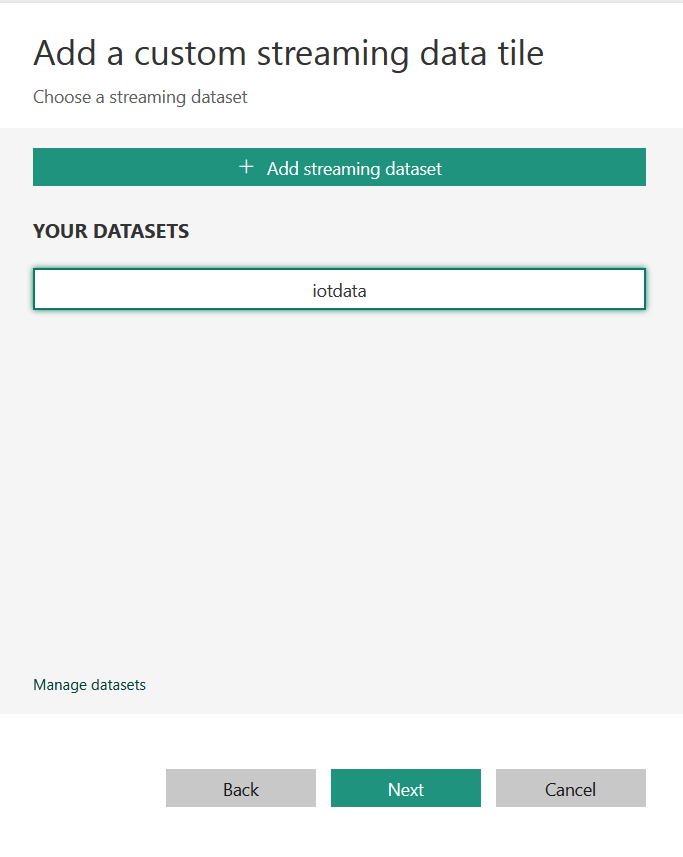 Add a custom streaming data tile
Choose a streaming dataset
+ Add streaming dataset
YOUR DATASETS
iotdata
Manage datasets
Back
Next
Cancel